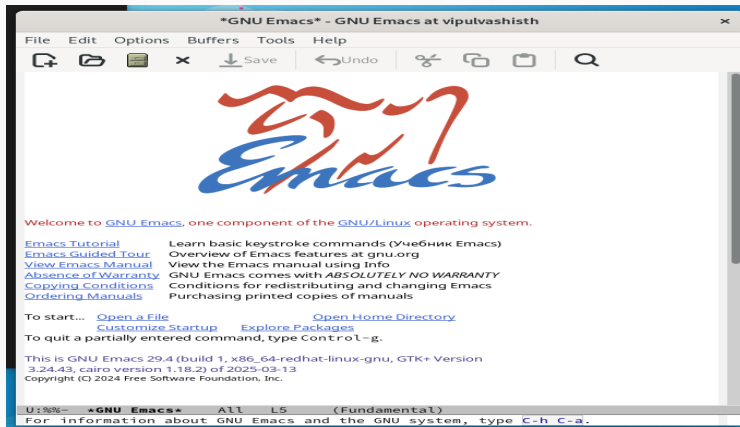 *GNU Emacs* - GNU Emacs at vipulvashisth ×
File Edit Options Buffers Tools Help
Save Undo
Emacs
Welcome to GNU Emacs, one component of the GNU/Linux operating system.
Emacs Tutorial Learn basic keystroke commands (Учебник Emacs)
Emacs Guided Tour Overview of Emacs features at gnu.org
View Emacs Manual View the Emacs manual using Info
Absence of Warranty GNU Emacs comes with ABSOLUTELY NO WARRANTY
Copying Conditions Conditions for redistributing and changing Emacs
Ordering Manuals Purchasing printed copies of manuals
To start... Open a File Open Home Directory
Customize Startup Explore Packages
To quit a partially entered command, type Control-g.
This is GNU Emacs 29.4 (build 1, x86_64-redhat-linux-gnu, GTK+ Version
3.24.43, cairo version 1.18.2) of 2025-03-13
Copyright (C) 2024 Free Software Foundation, Inc.
U:%%- *GNU Emacs* All L5 (Fundamental)
For information about GNU Emacs and the GNU system, type C-h C-a.